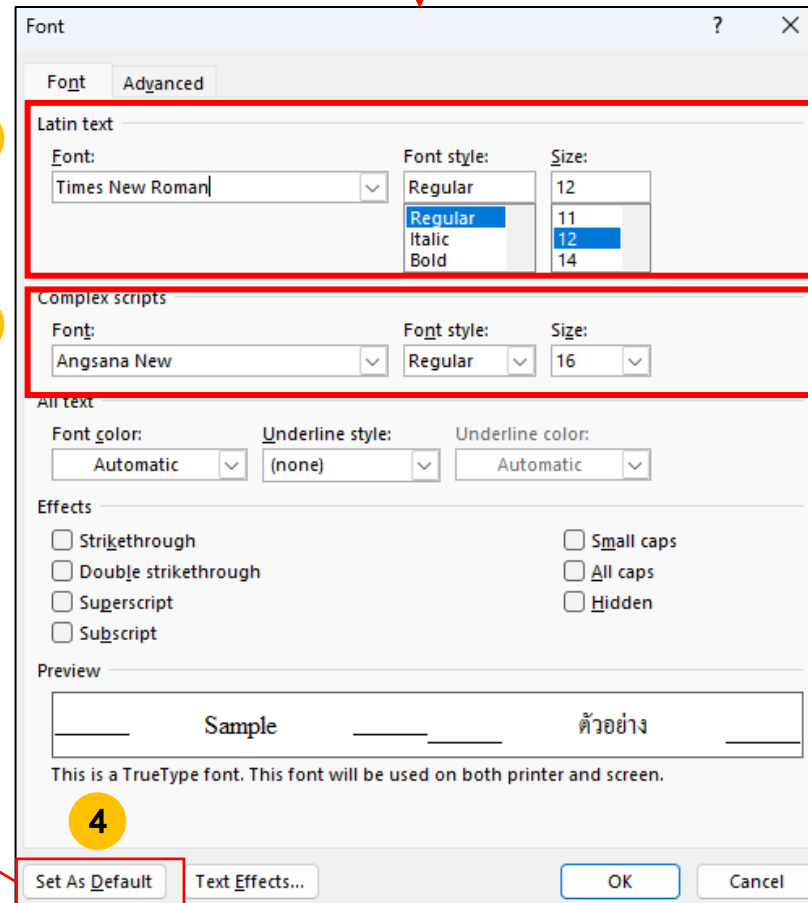 Font ?
Font Advanced
Latin text
Font: Font style: Size:
Times New Roman Regular 12
Regular 11
Italic 12
Bold 14
Complex scripts
Font: Font style: Size:
Angsana New Regular 16
All text
Font color: Underline style: Underline color:
Automatic (none) Automatic
Effects
Strikethrough Small caps
Double strikethrough All caps
Superscript Hidden
Subscript
Preview
Sample ตัวอย่าง
This is a TrueType font. This font will be used on both printer and screen.
4
Set As Default Text Effects... OK Cancel